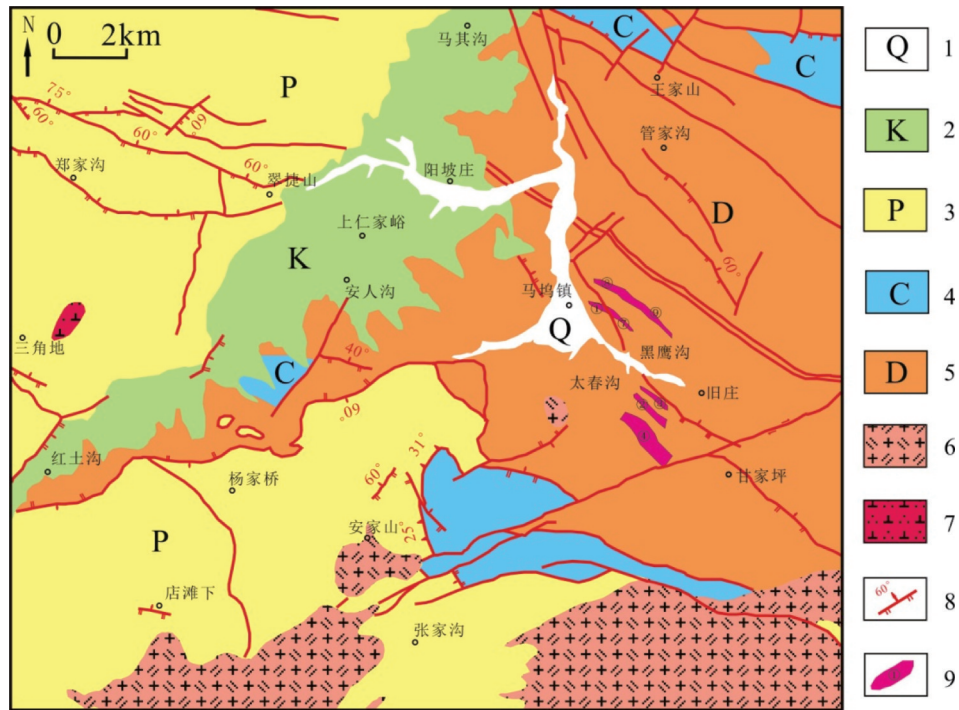 N 0 2km
马其沟
C
C
Q 1
王家山
P
75°
60°
60°
60°
60°
管家沟
K 2
郑家沟
翠捷山
阳坡庄
P 3
上仁家峪
D
K
60°
安人沟
C 4
马坞镇
Q
三角地
黑鹰沟
40°
C
太春沟
旧庄
D 5
60°
31°
红土沟
杨家桥
60°
甘家坪
6
P
安家山
25°
7
店滩下
张家沟
60°
8
9